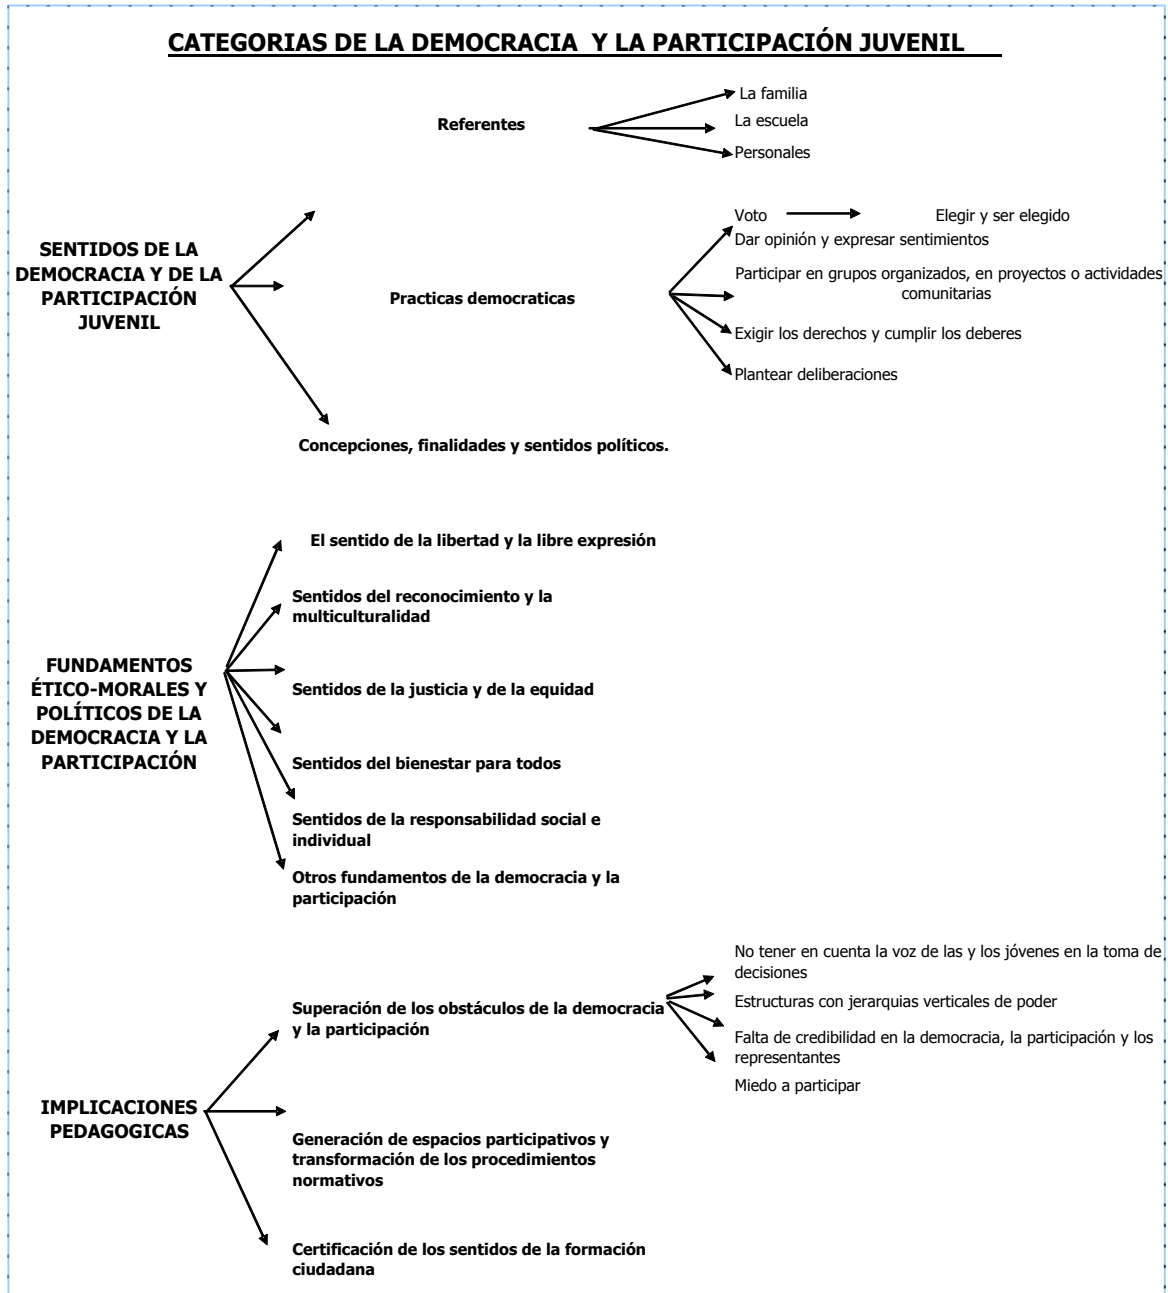 CATEGORIAS DE LA DEMOCRACIA Y LA PARTICIPACIÓN JUVENIL
Referentes
La familia
La escuela
Personales
SENTIDOS DE LA
DEMOCRACIA Y DE LA
PARTICIPACIÓN
JUVENIL
Practicas democraticas
Voto
Elegir y ser elegido
Dar opinión y expresar sentimientos
Participar en grupos organizados, en proyectos o actividades
comunitarias
Exigir los derechos y cumplir los deberes
Plantear deliberaciones
Concepciones, finalidades y sentidos políticos.
FUNDAMENTOS
ÉTICO-MORALES Y
POLÍTICOS DE LA
DEMOCRACIA Y LA
PARTICIPACIÓN
El sentido de la libertad y la libre expresión
Sentidos del reconocimiento y la
multiculturalidad
Sentidos de la justicia y de la equidad
Sentidos del bienestar para todos
Sentidos de la responsabilidad social e
individual
Otros fundamentos de la democracia y la
participación
IMPLICACIONES
PEDAGOGICAS
Superación de los obstáculos de la democracia
y la participación
No tener en cuenta la voz de las y los jóvenes en la toma de
decisiones
Estructuras con jerarquias verticales de poder
Falta de credibilidad en la democracia, la participación y los
representantes
Miedo a participar
Generación de espacios participativos y
transformación de los procedimientos
normativos
Certificación de los sentidos de la formación
ciudadana